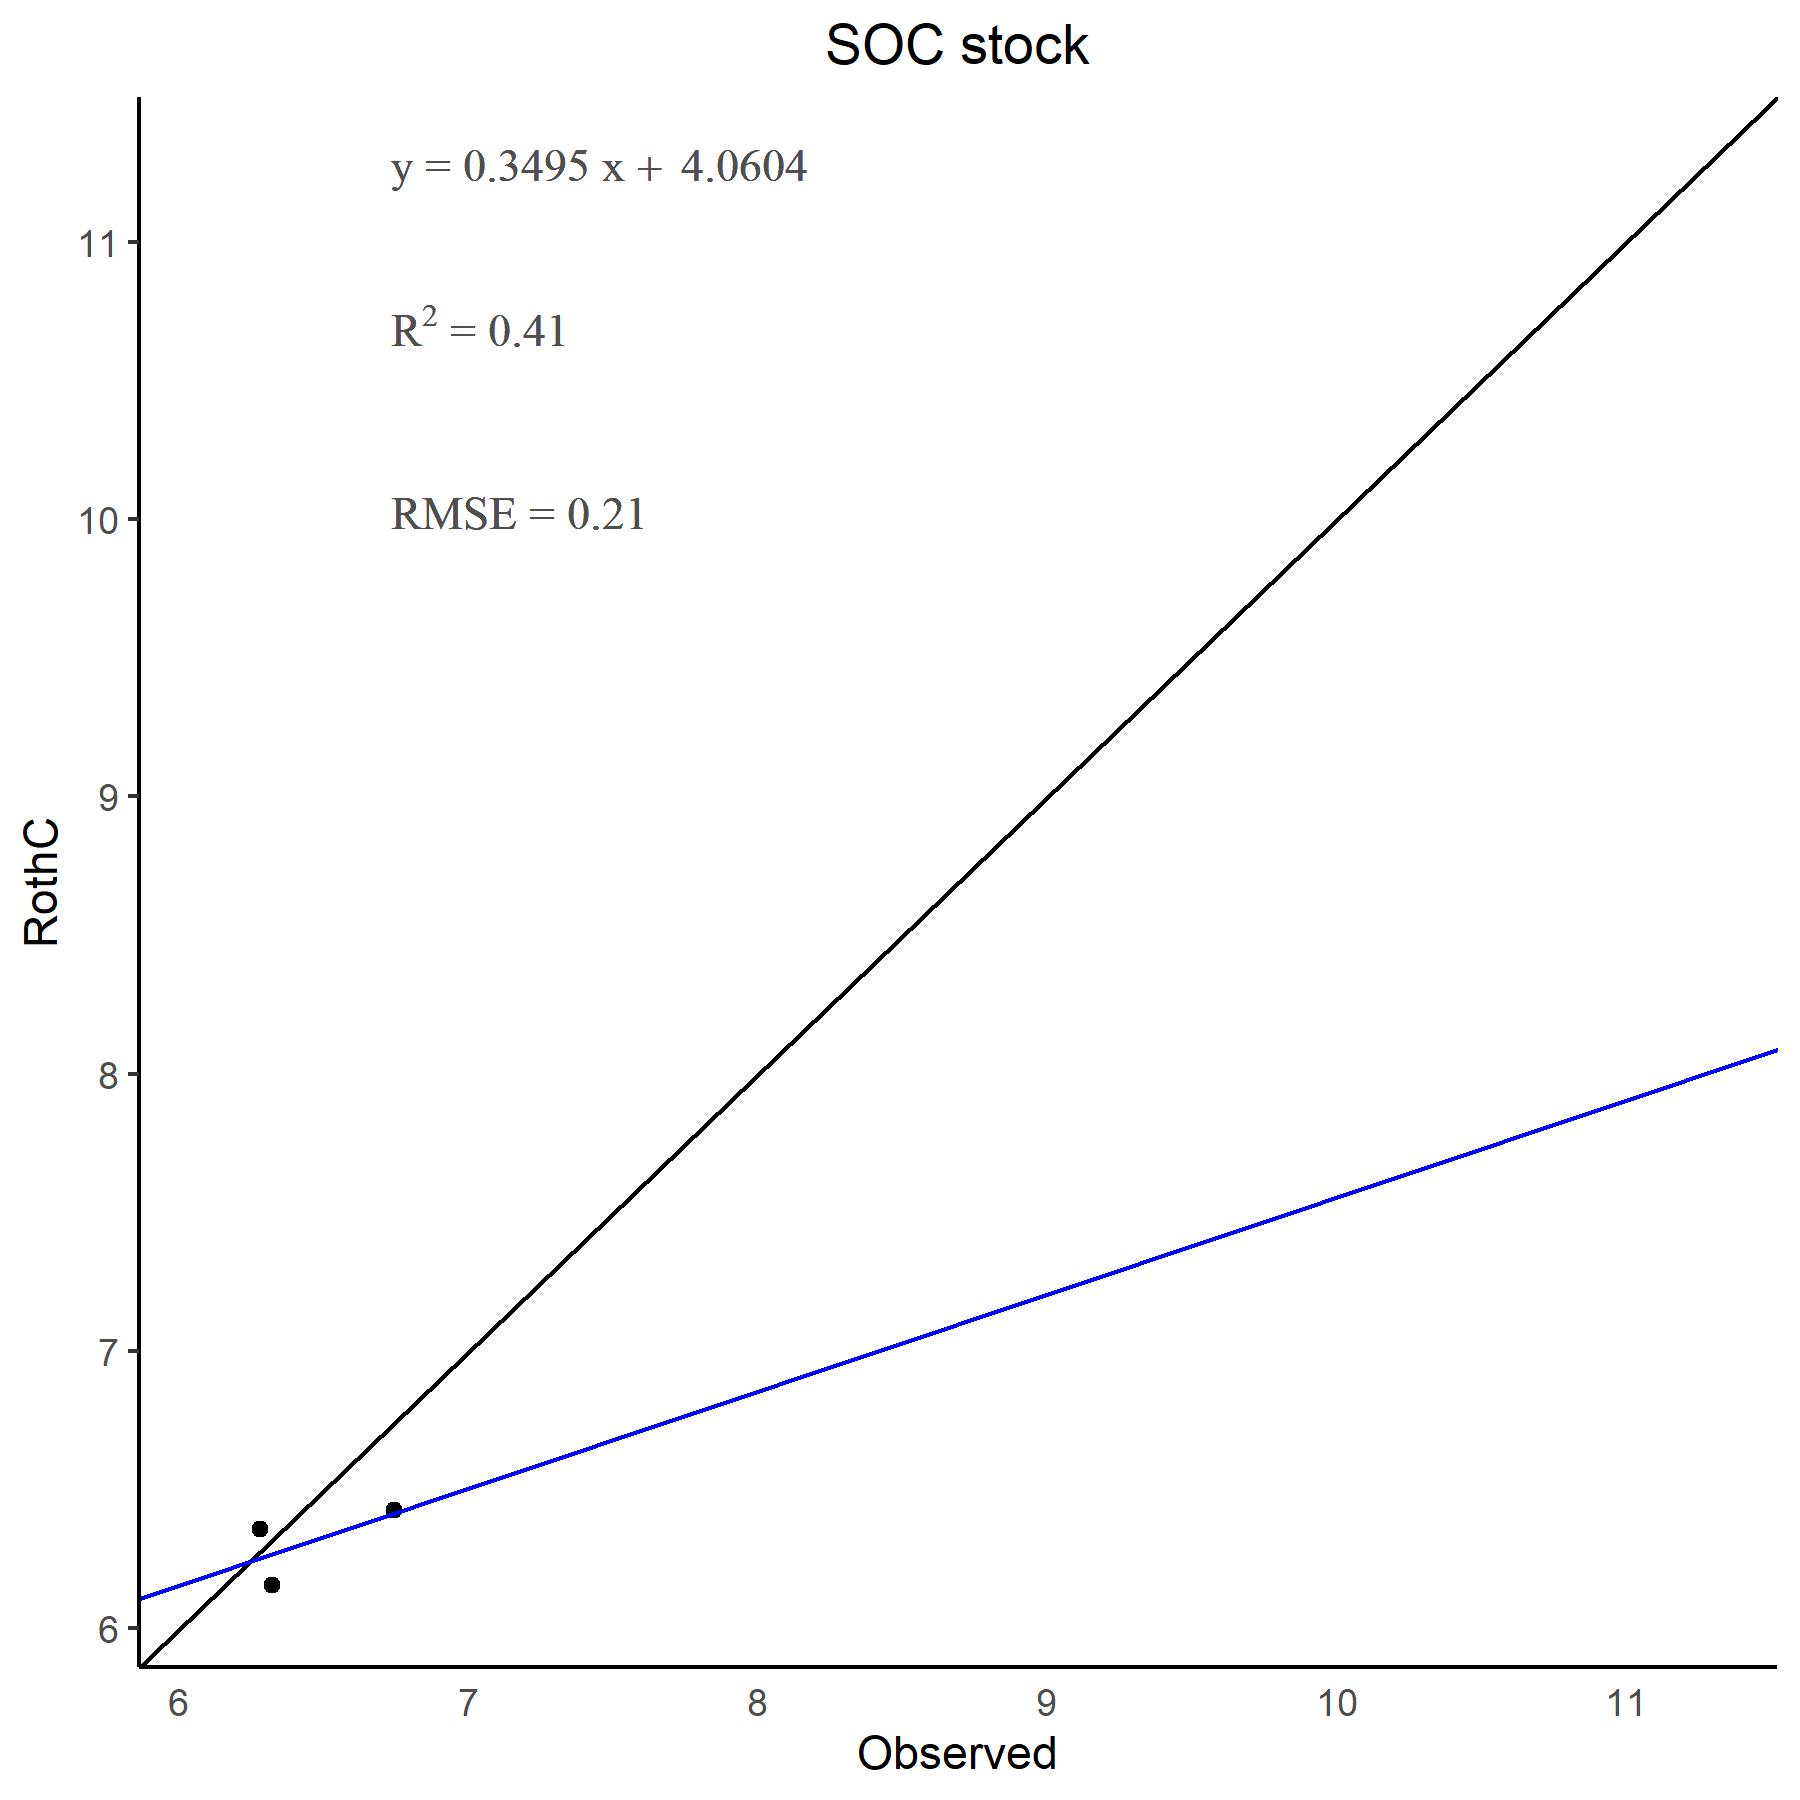 SOC stock
y = 0.3495 x + 4.0604
R² = 0.41
RMSE = 0.21
11
10
9
8
7
6
RothC
6 7 8 9 10 11
Observed